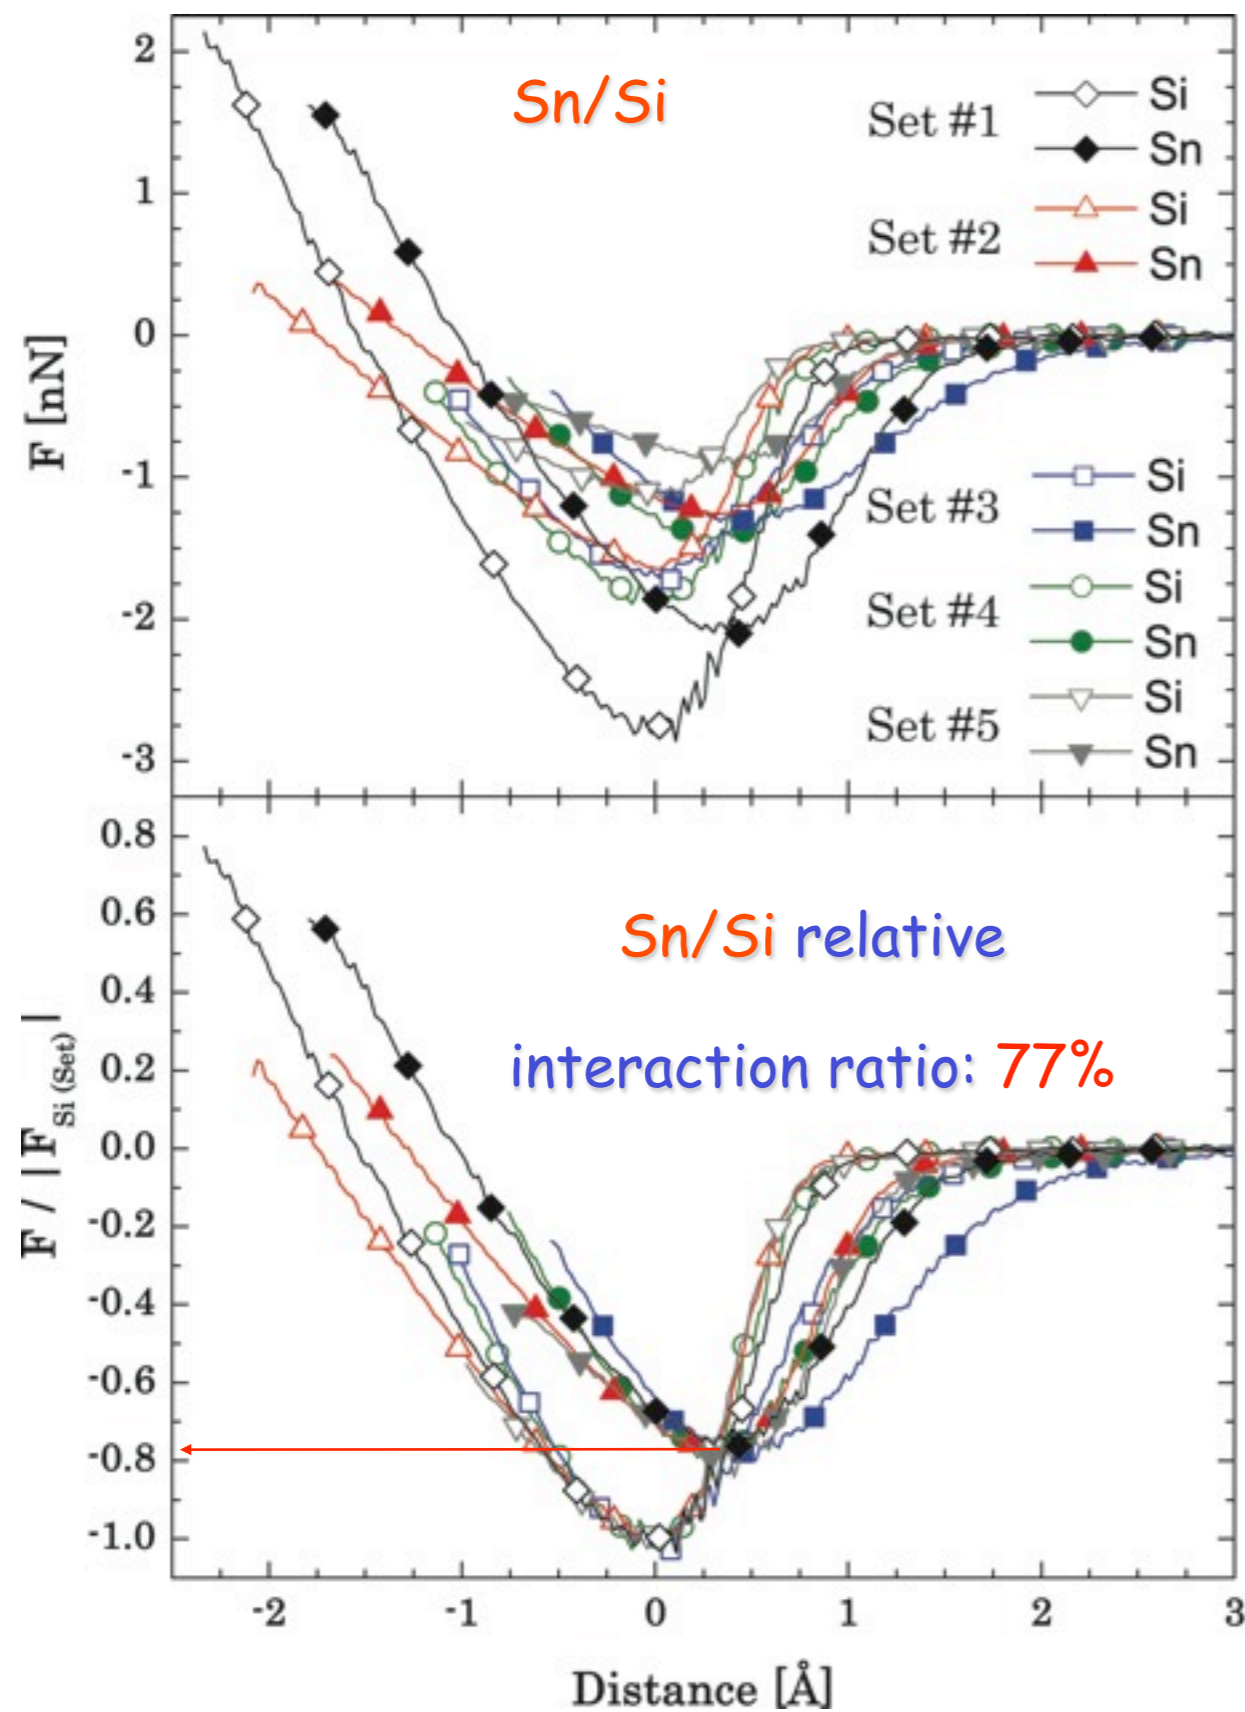 Sn/Si
Set #1
Si
Sn
Set #2
Si
Sn
Set #3
Si
Sn
Set #4
Si
Sn
Set #5
Si
Sn
2
1
0
-1
-2
-3
F [nN]
Sn/Si relative
interaction ratio: 77%
0.8
0.6
0.4
0.2
0.0
-0.2
-0.4
-0.6
-0.8
-1.0
F / |F Si (Set) |
-2 -1 0 1 2 3
Distance [Å]